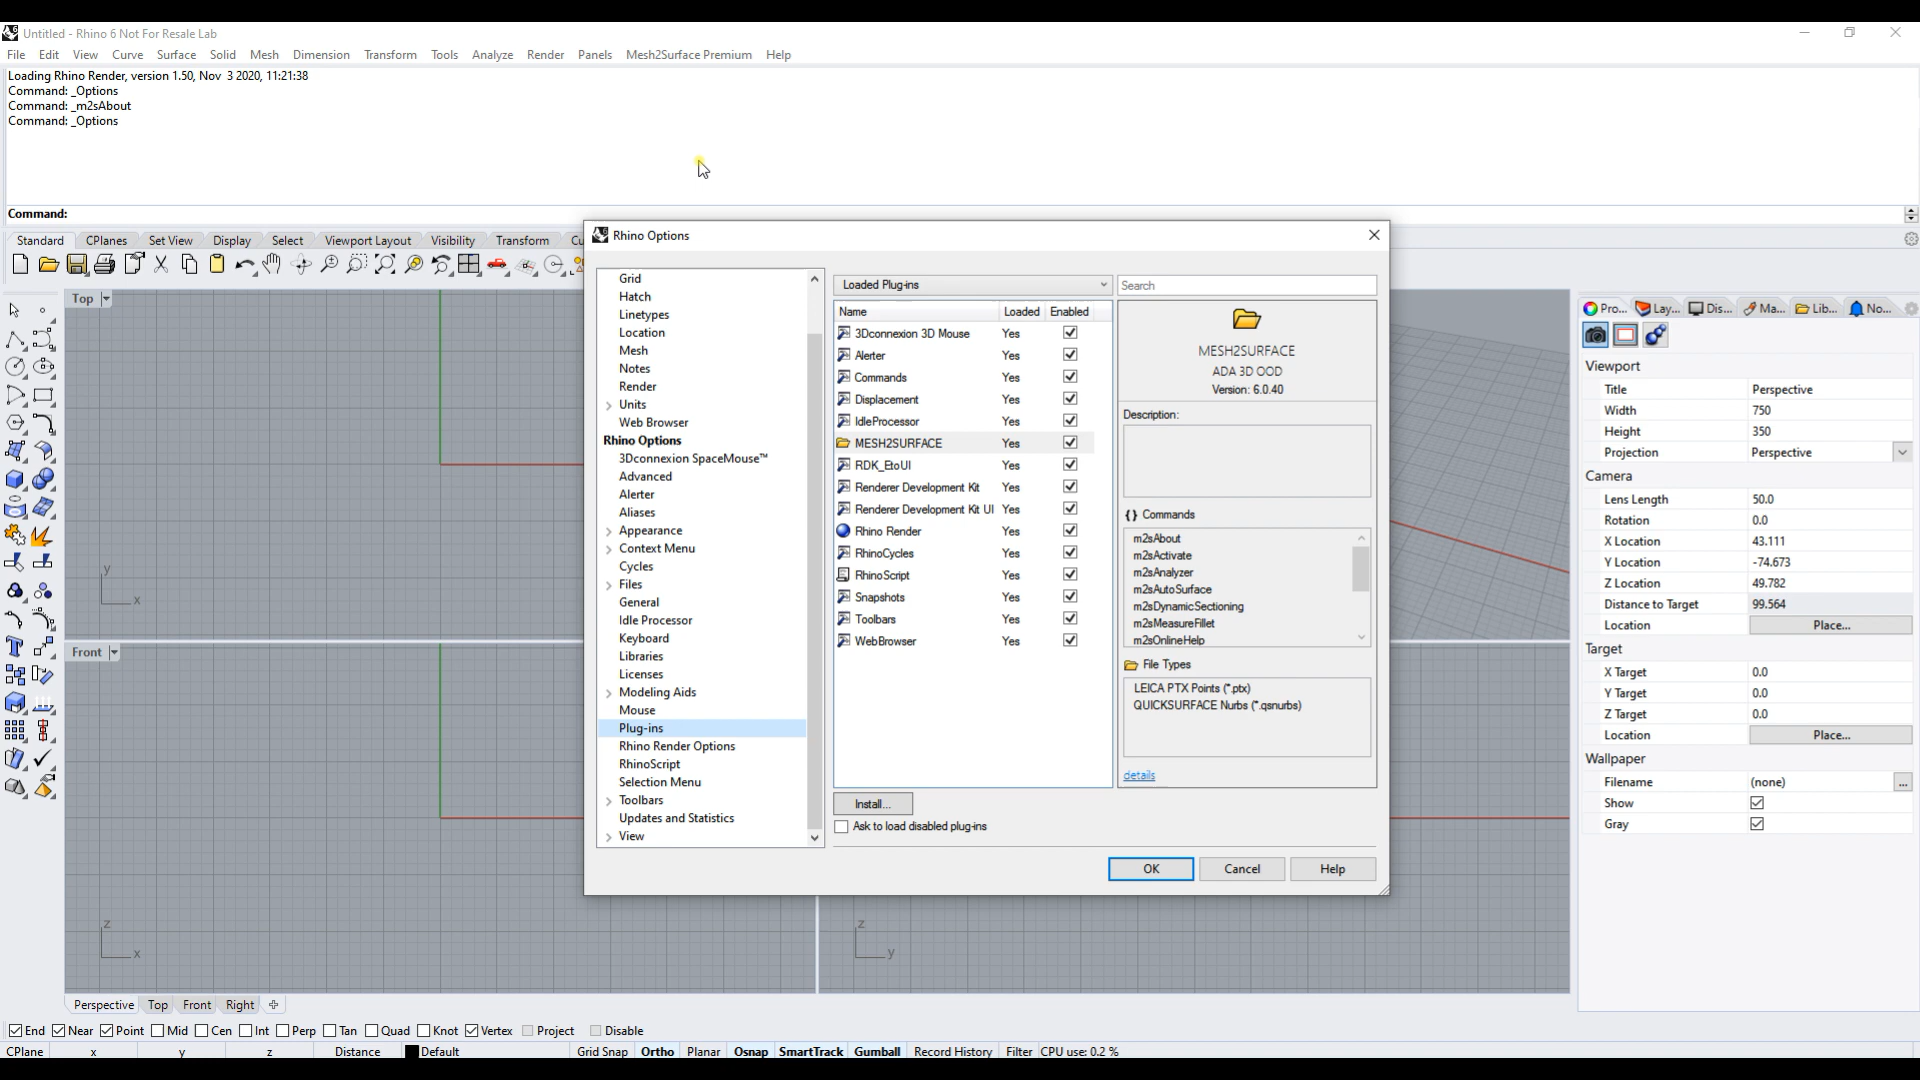 Untitled - Rhino 6 Not For Resale Lab
File Edit View Curve Surface Solid Mesh Dimension Transform Tools Analyze Render Panels Mesh2Surface Premium Help
Loading Rhino Render, version 1.50, Nov 3 2020, 11:21:38
Command: _Options
Command: _m2sAbout
Command: _Options
Command:
Standard CPlanes Set View Display Select Viewport Layout Visibility Transform Cu
Rhino Options
Grid
Hatch
Linetypes
Location
Mesh
Notes
Render
Units
Web Browser
Rhino Options
3Dconnexion SpaceMouse™
Advanced
Alerter
Aliases
Appearance
Context Menu
Cycles
Files
General
Idle Processor
Keyboard
Libraries
Licenses
Modeling Aids
Mouse
Plug-ins
Rhino Render Options
RhinoScript
Selection Menu
Toolbars
Updates and Statistics
View
Loaded Plug-ins
Name Loaded Enabled
3Dconnexion 3D Mouse Yes
Alerter Yes
Commands Yes
Displacement Yes
IdleProcessor Yes
MESH2SURFACE Yes
RDK_EtoUI Yes
Renderer Development Kit Yes
Renderer Development Kit UI Yes
Rhino Render Yes
RhinoCycles Yes
RhinoScript Yes
Snapshots Yes
Toolbars Yes
WebBrowser Yes
Install...
Ask to load disabled plug-ins
Search
MESH2SURFACE
ADA 3D OOD
Version: 6.0.40
Description:
{} Commands
m2sAbout
m2sActivate
m2sAnalyzer
m2sAutoSurface
m2sDynamicSectioning
m2sMeasureFillet
m2sOnlineHelp
File Types
LEICA PTX Points (*.ptx)
QUICKSURFACE Nurbs (*.qsnurbs)
details
OK Cancel Help
Top
y
x
Front
z
x
z
y
Pro... Lay... Dis... Ma... Lib... No...
Viewport
Title Perspective
Width 750
Height 350
Projection Perspective
Camera
Lens Length 50.0
Rotation 0.0
X Location 43.111
Y Location -74.673
Z Location 49.782
Distance to Target 99.564
Location Place...
Target
X Target 0.0
Y Target 0.0
Z Target 0.0
Location Place...
Wallpaper
Filename (none) ...
Show
Gray
Perspective Top Front Right
End Near Point Mid Cen Int Perp Tan Quad Knot Vertex Project Disable
CPlane x y z Distance Default Grid Snap Ortho Planar Osnap SmartTrack Gumball Record History Filter CPU use: 0.2 %